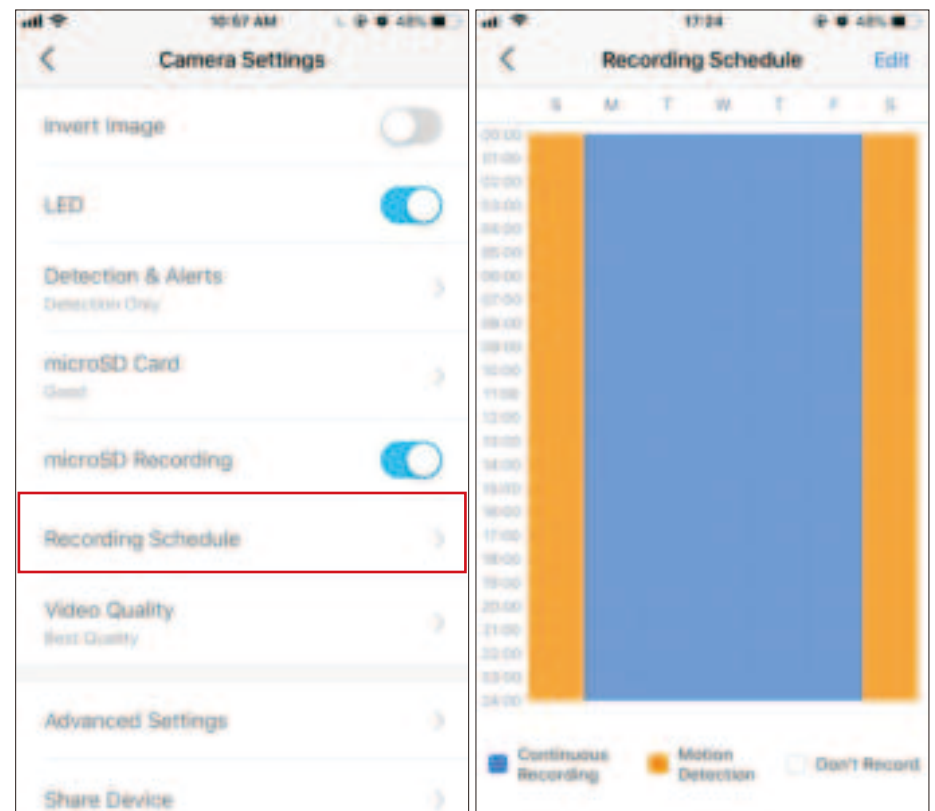 10:57 AM
48%
Camera Settings
Invert Image
LED
Detection & Alerts
Detection Only
microSD Card
Good
microSD Recording
Recording Schedule
Video Quality
Best Quality
Advanced Settings
Share Device
17:24
48%
Recording Schedule
Edit
S M T W T F S
00:00
01:00
02:00
03:00
04:00
05:00
06:00
07:00
08:00
09:00
10:00
11:00
12:00
13:00
14:00
15:00
16:00
17:00
18:00
19:00
20:00
21:00
22:00
23:00
24:00
Continuous
Recording
Motion
Detection
Don't Record